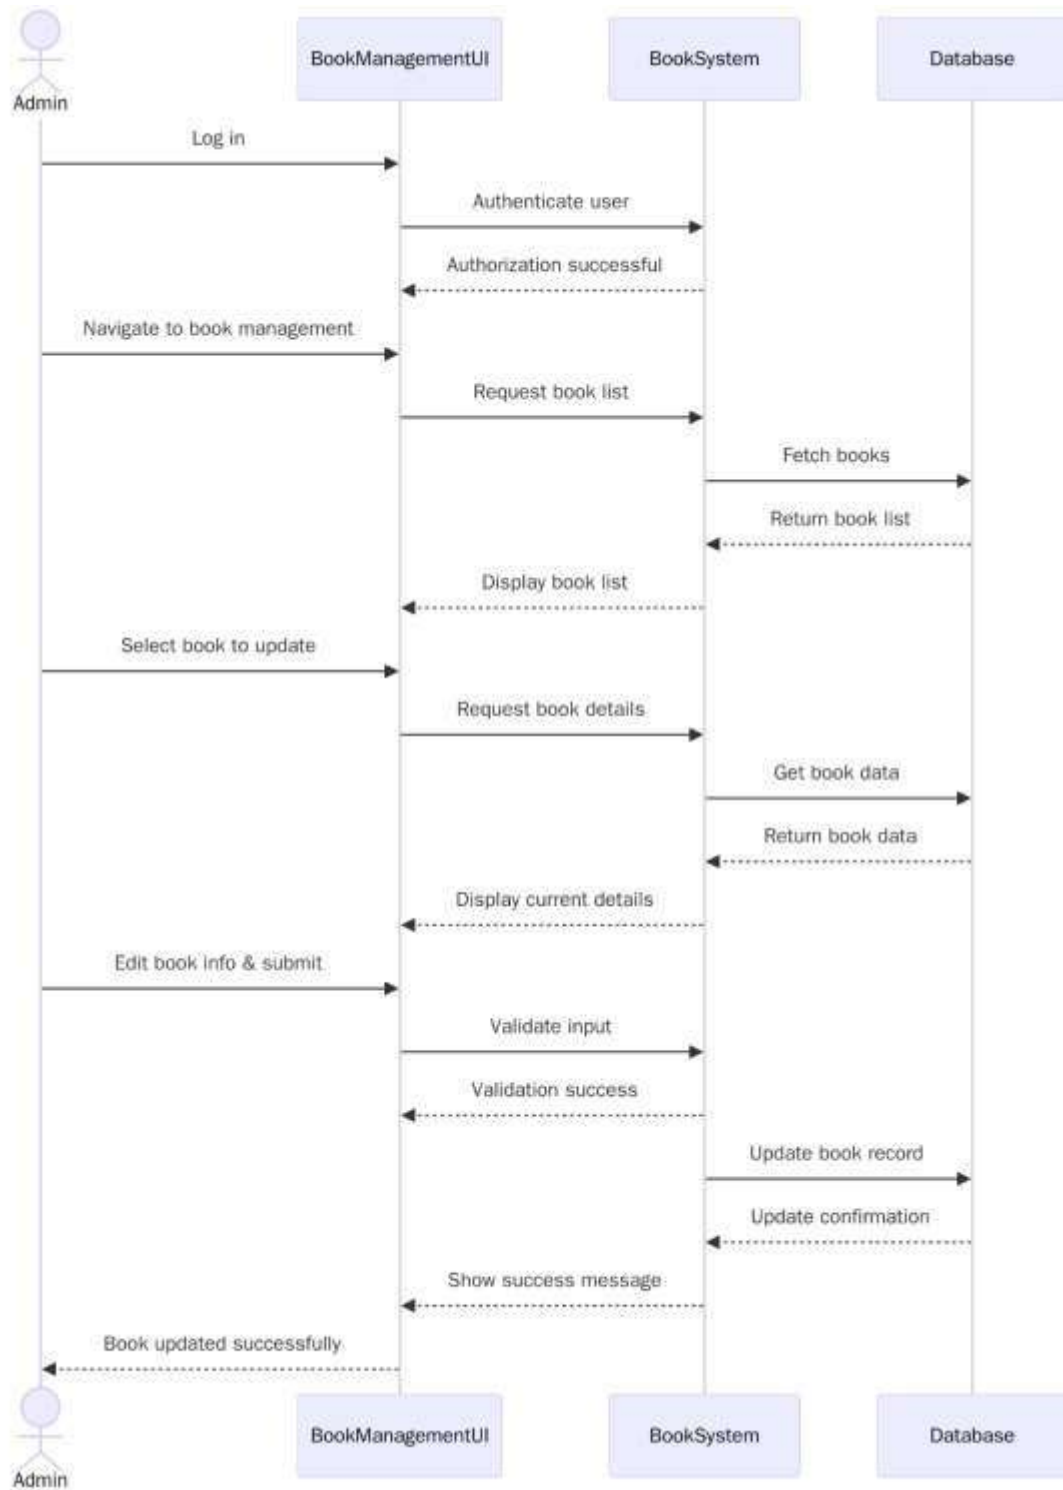 Admin
BookManagementUI
BookSystem
Database
Log in
Authenticate user
Authorization successful
Navigate to book management
Request book list
Fetch books
Return book list
Display book list
Select book to update
Request book details
Get book data
Return book data
Display current details
Edit book info & submit
Validate input
Validation success
Update book record
Update confirmation
Show success message
Book updated successfully
Admin
BookManagementUI
BookSystem
Database